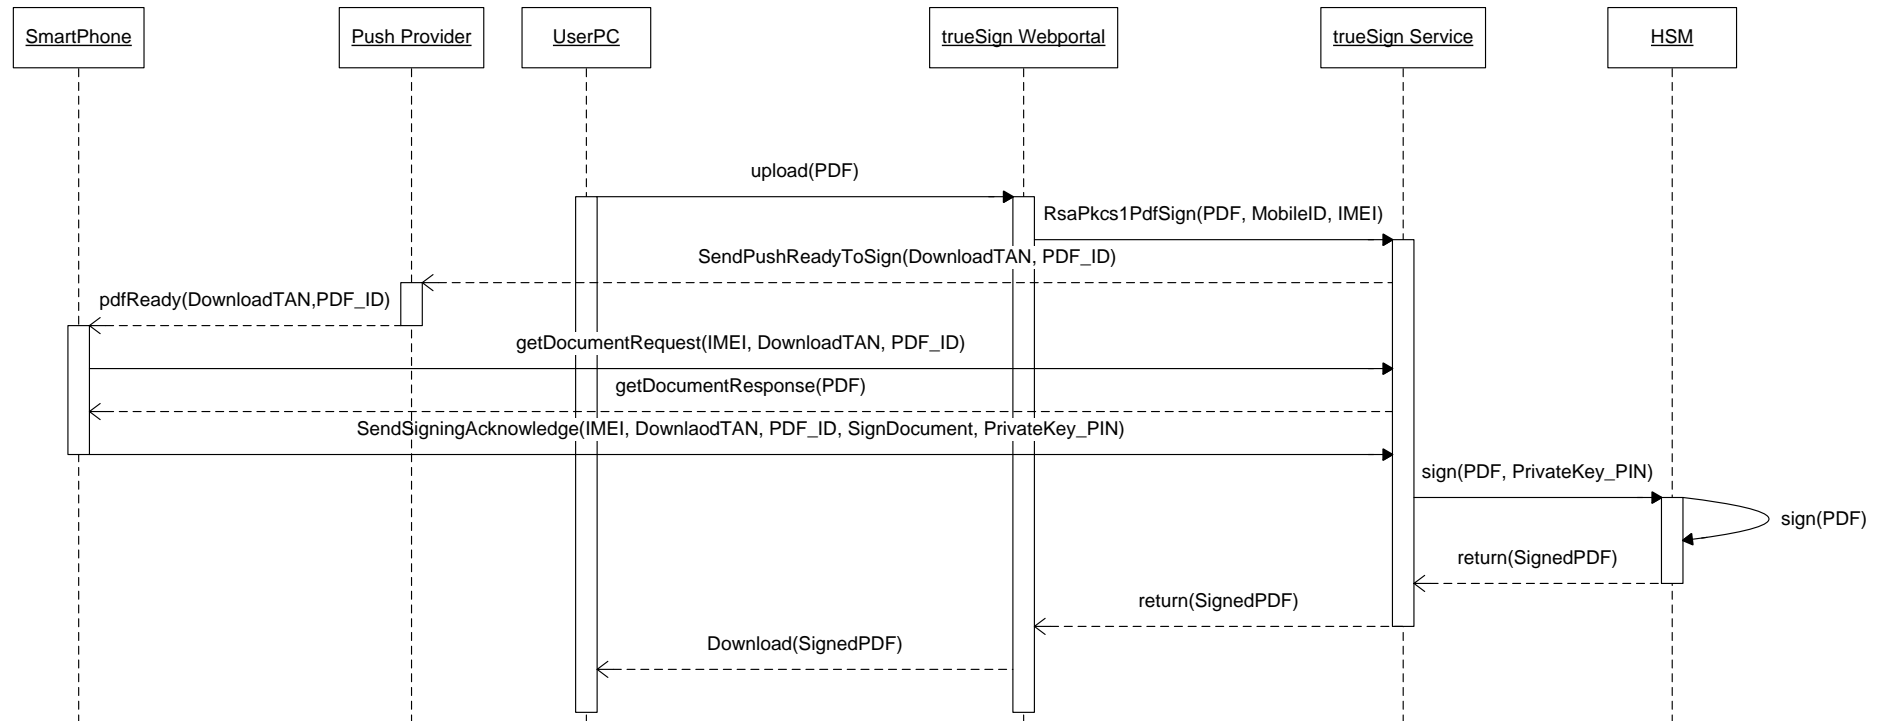 SmartPhone
Push Provider
UserPC
trueSign Webportal
trueSign Service
HSM
upload(PDF)
RsaPkcs1PdfSign(PDF, MobileID, IMEI)
SendPushReadyToSign(DownloadTAN, PDF_ID)
pdfReady(DownloadTAN,PDF_ID)
getDocumentRequest(IMEI, DownloadTAN, PDF_ID)
getDocumentResponse(PDF)
SendSigningAcknowledge(IMEI, DownlaodTAN, PDF_ID, SignDocument, PrivateKey_PIN)
sign(PDF, PrivateKey_PIN)
sign(PDF)
return(SignedPDF)
return(SignedPDF)
Download(SignedPDF)